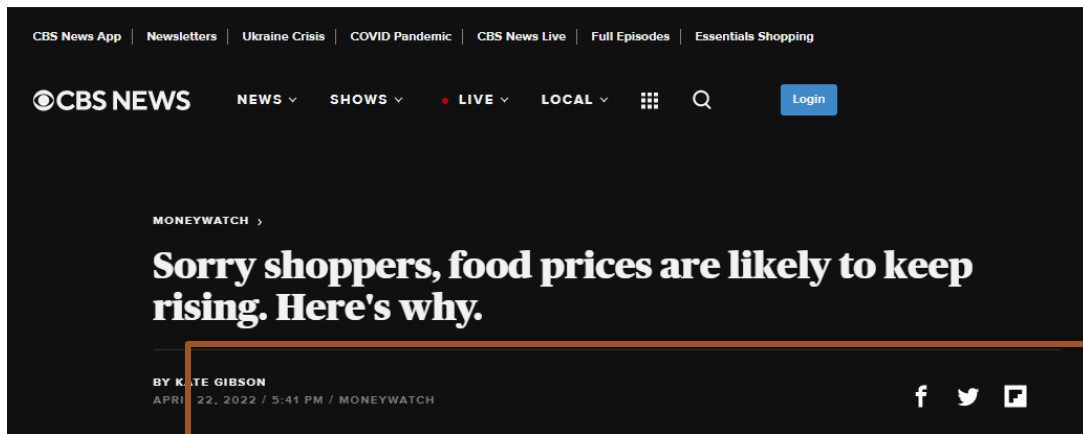 CBS News App Newsletters Ukraine Crisis COVID Pandemic CBS News Live Full Episodes Essentials Shopping
CBS NEWS NEWS SHOWS LIVE LOCAL Login
MONEYWATCH
Sorry shoppers, food prices are likely to keep
rising. Here's why.
BY KATE GIBSON
APRIL 22, 2022 / 5:41 PM / MONEYWATCH